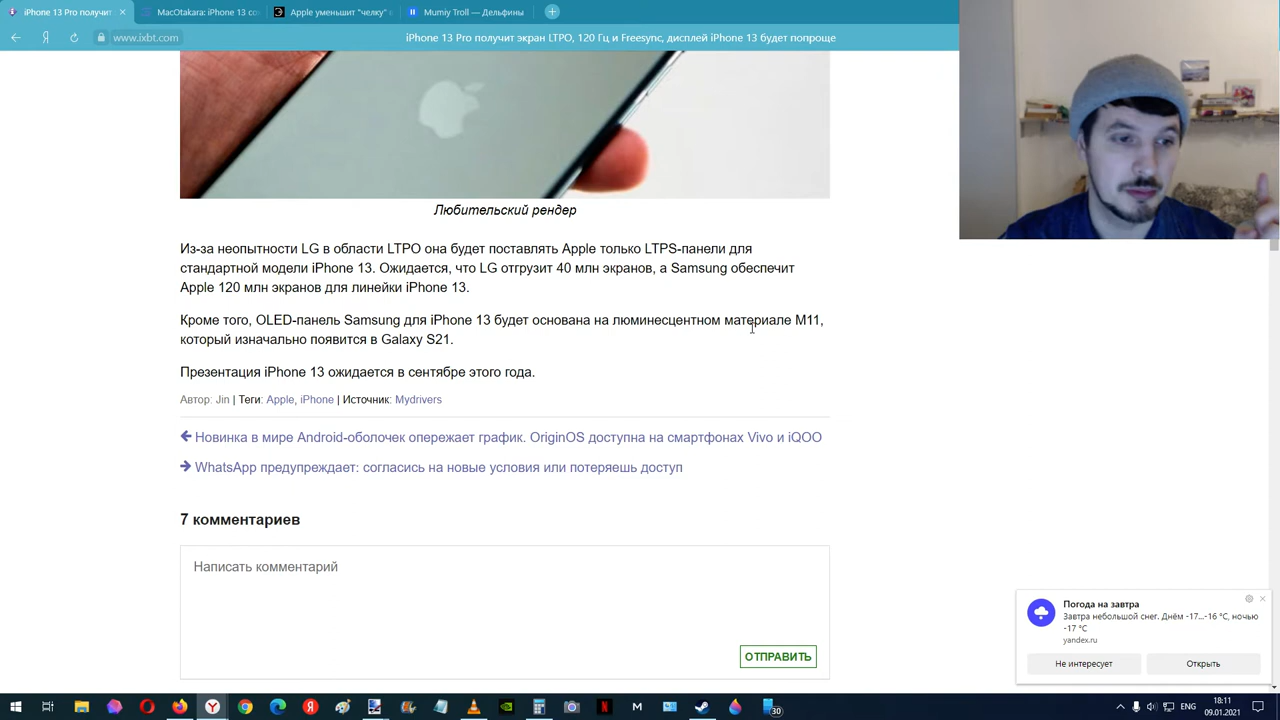 iPhone 13 Pro получит
MacOtakara: iPhone 13 со
Apple уменьшит "челку"
Mumiy Troll — Дельфины
www.ixbt.com
iPhone 13 Pro получит экран LTPO, 120 Гц и Freesync, дисплей iPhone 13 будет попроще
Любительский рендер
Из-за неопытности LG в области LTPO она будет поставлять Apple только LTPS-панели для
стандартной модели iPhone 13. Ожидается, что LG отгрузит 40 млн экранов, а Samsung обеспечит
Apple 120 млн экранов для линейки iPhone 13.
Кроме того, OLED-панель Samsung для iPhone 13 будет основана на люминесцентном материале M11,
который изначально появится в Galaxy S21.
Презентация iPhone 13 ожидается в сентябре этого года.
Автор: Jin | Теги: Apple, iPhone | Источник: Mydrivers
Новинка в мире Android-оболочек опережает график. OriginOS доступна на смартфонах Vivo и iQOO
WhatsApp предупреждает: согласись на новые условия или потеряешь доступ
7 комментариев
Написать комментарий
ОТПРАВИТЬ
Погода на завтра
Завтра небольшой снег. Днём -17...-16 °C, ночью
-17 °C
yandex.ru
Не интересует
Открыть
30
ENG
18:11
09.01.2021